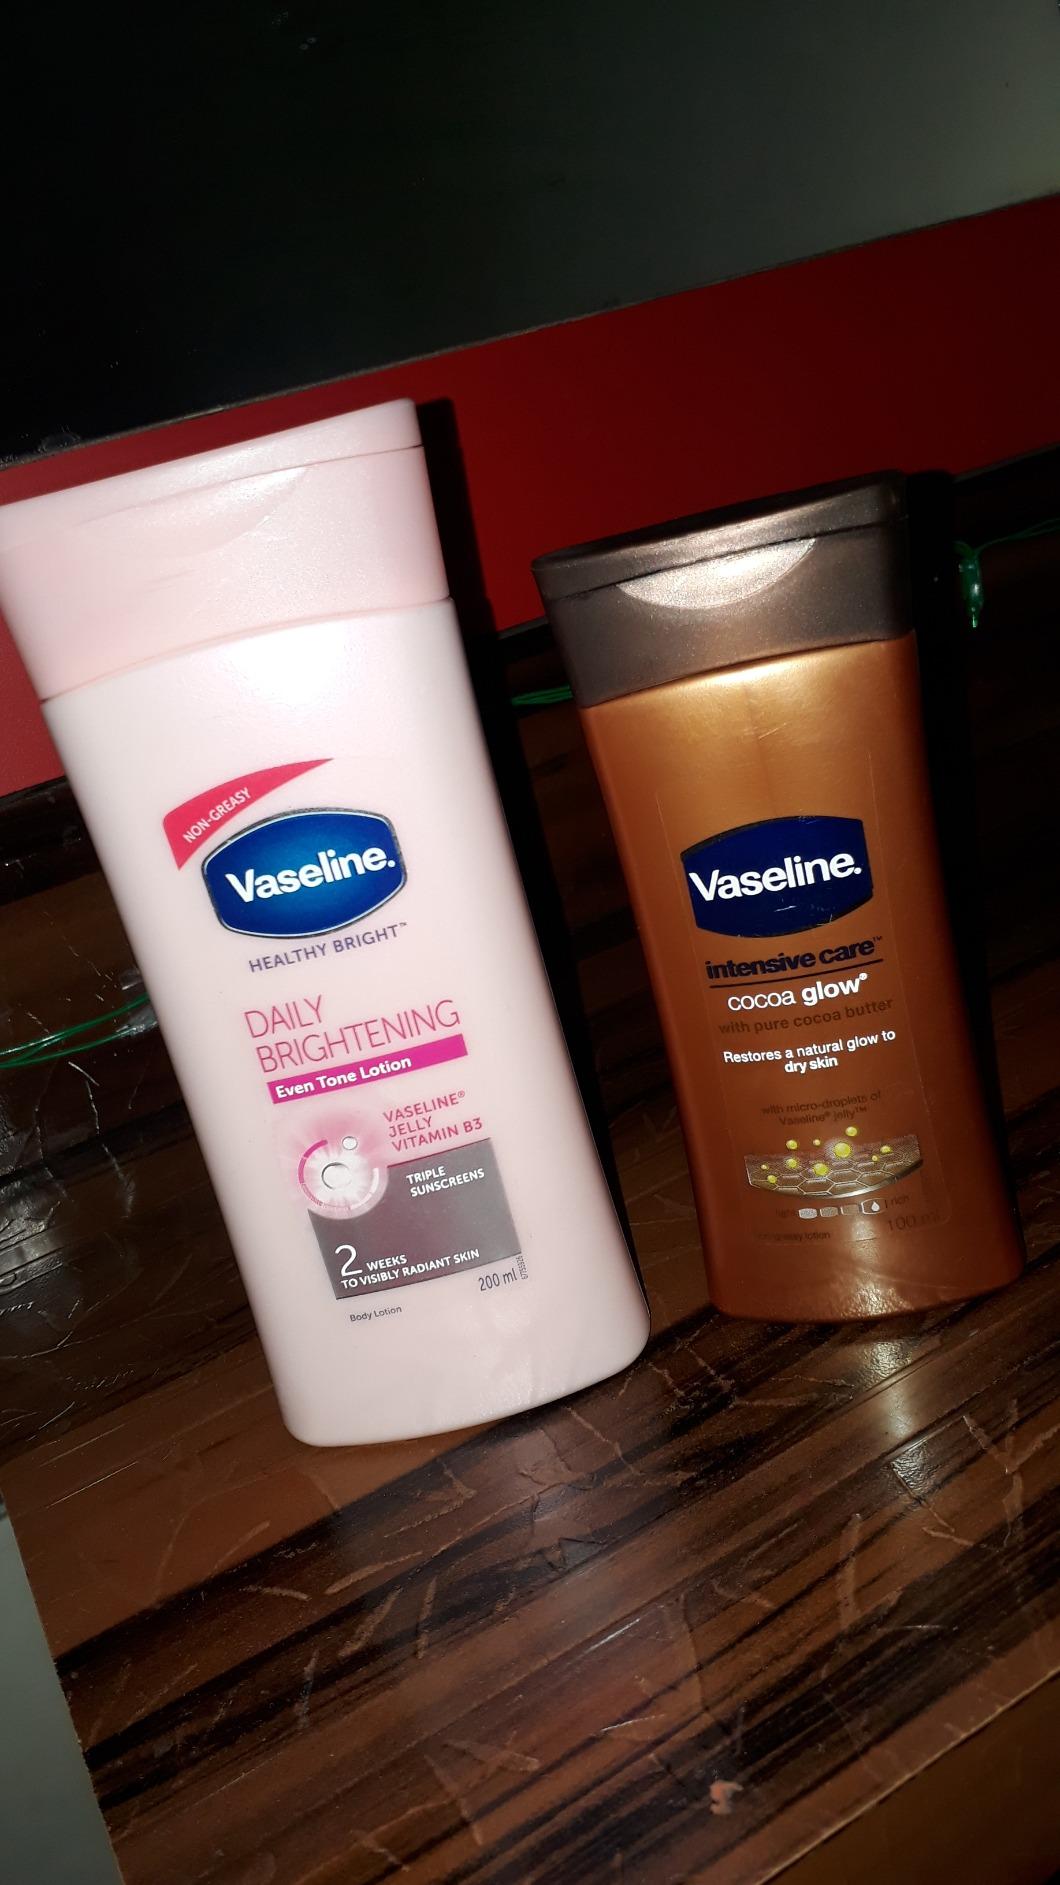 NON-GREASY
Vaseline.
HEALTHY BRIGHT™
DAILY
BRIGHTENING
Even Tone Lotion
VASELINE®
JELLY
VITAMIN B3
TRIPLE
SUNSCREENS
2 WEEKS
TO VISIBLY RADIANT SKIN
200 ml
Body Lotion
Vaseline.
intensive care™
cocoa glow®
with pure cocoa butter
Restores a natural glow to
dry skin
with micro-droplets of
Vaseline® jelly™
light rich
100 ml
lotion